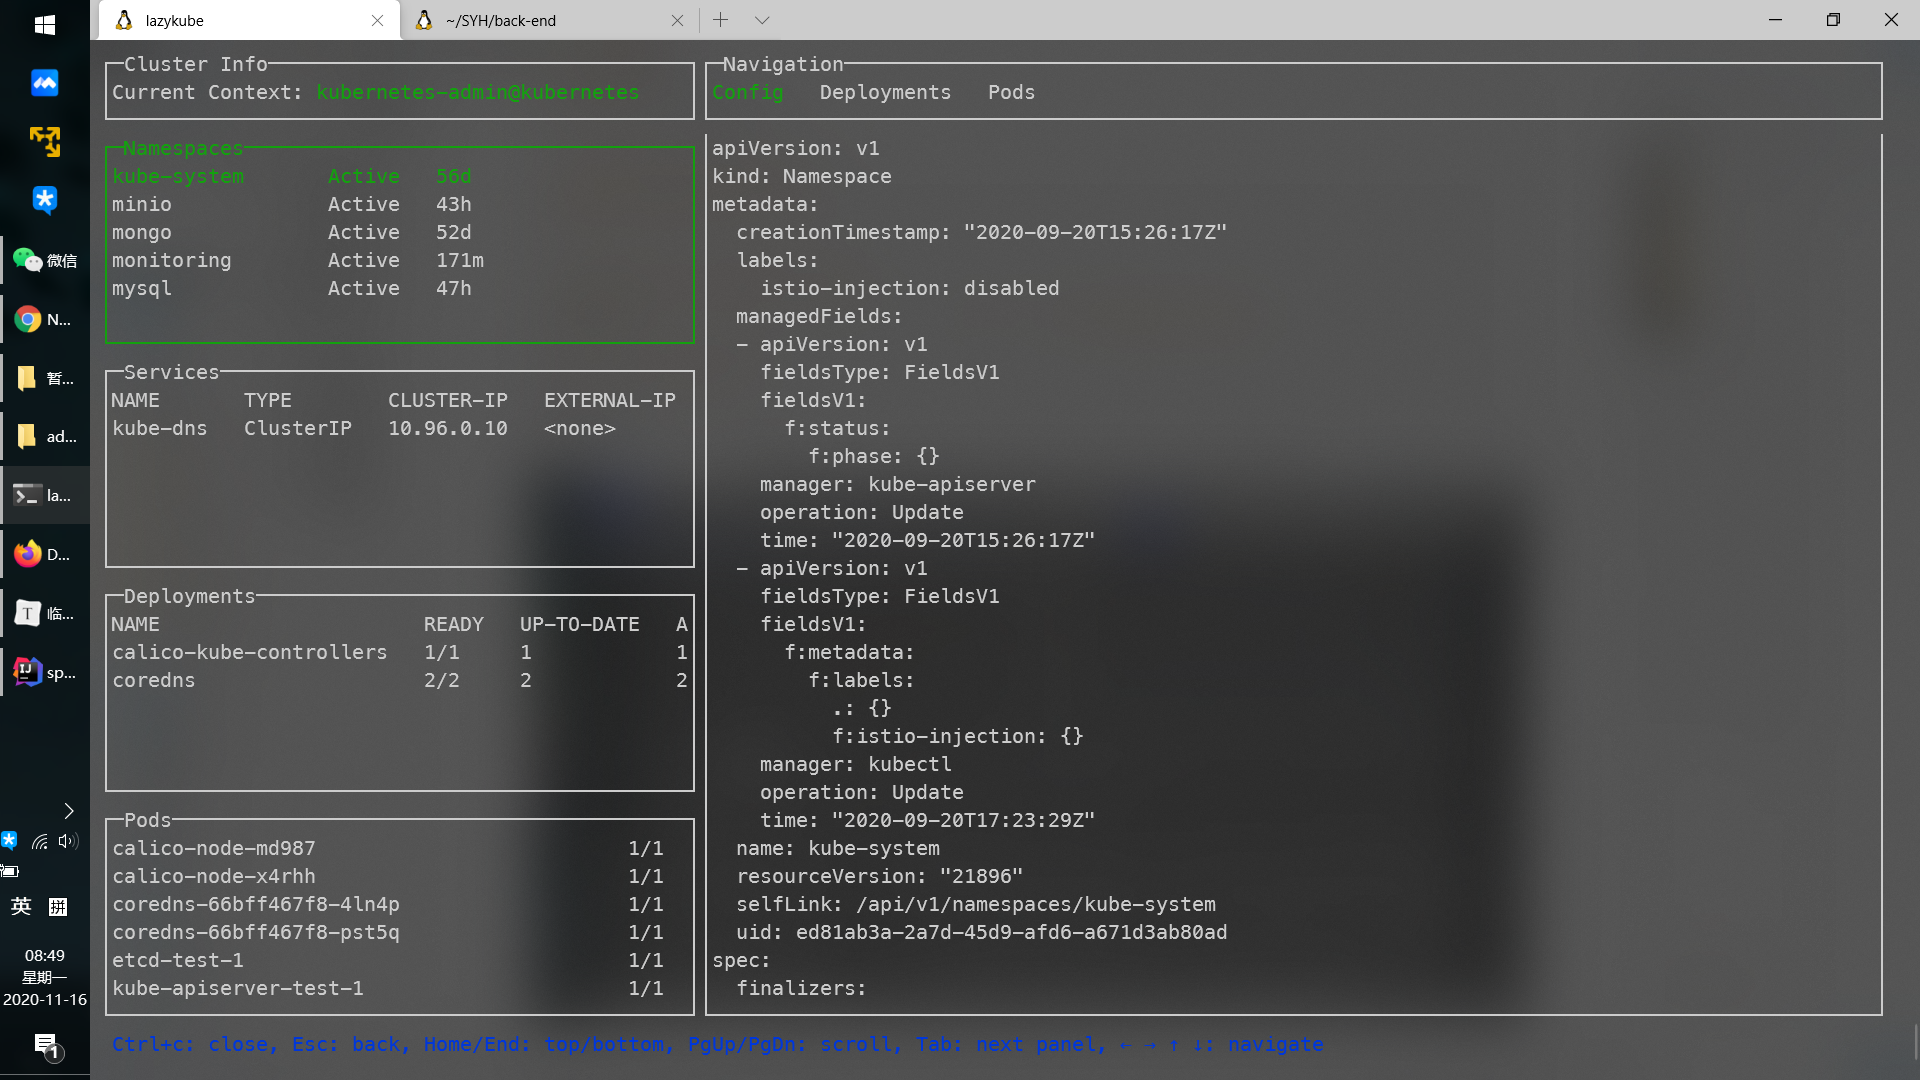 lazykube
~/SYH/back-end
微信
N...
暂...
ad...
la...
D...
临...
T
IJ
sp...
英 拼
08:49
星期一
2020-11-16
1
Cluster Info
Current Context: kubernetes-admin@kubernetes
Namespaces
kube-system Active 56d
minio Active 43h
mongo Active 52d
monitoring Active 171m
mysql Active 47h
Services
NAME TYPE CLUSTER-IP EXTERNAL-IP
kube-dns ClusterIP 10.96.0.10 <none>
Deployments
NAME READY UP-TO-DATE A
calico-kube-controllers 1/1 1 1
coredns 2/2 2 2
Pods
calico-node-md987 1/1
calico-node-x4rhh 1/1
coredns-66bff467f8-4ln4p 1/1
coredns-66bff467f8-pst5q 1/1
etcd-test-1 1/1
kube-apiserver-test-1 1/1
Navigation
Config Deployments Pods
apiVersion: v1
kind: Namespace
metadata:
  creationTimestamp: "2020-09-20T15:26:17Z"
  labels:
    istio-injection: disabled
  managedFields:
  - apiVersion: v1
    fieldsType: FieldsV1
    fieldsV1:
      f:status:
        f:phase: {}
    manager: kube-apiserver
    operation: Update
    time: "2020-09-20T15:26:17Z"
  - apiVersion: v1
    fieldsType: FieldsV1
    fieldsV1:
      f:metadata:
        f:labels:
          .: {}
          f:istio-injection: {}
    manager: kubectl
    operation: Update
    time: "2020-09-20T17:23:29Z"
  name: kube-system
  resourceVersion: "21896"
  selfLink: /api/v1/namespaces/kube-system
  uid: ed81ab3a-2a7d-45d9-afd6-a671d3ab80ad
spec:
  finalizers:
Ctrl+c: close, Esc: back, Home/End: top/bottom, PgUp/PgDn: scroll, Tab: next panel, ← → ↑ ↓: navigate